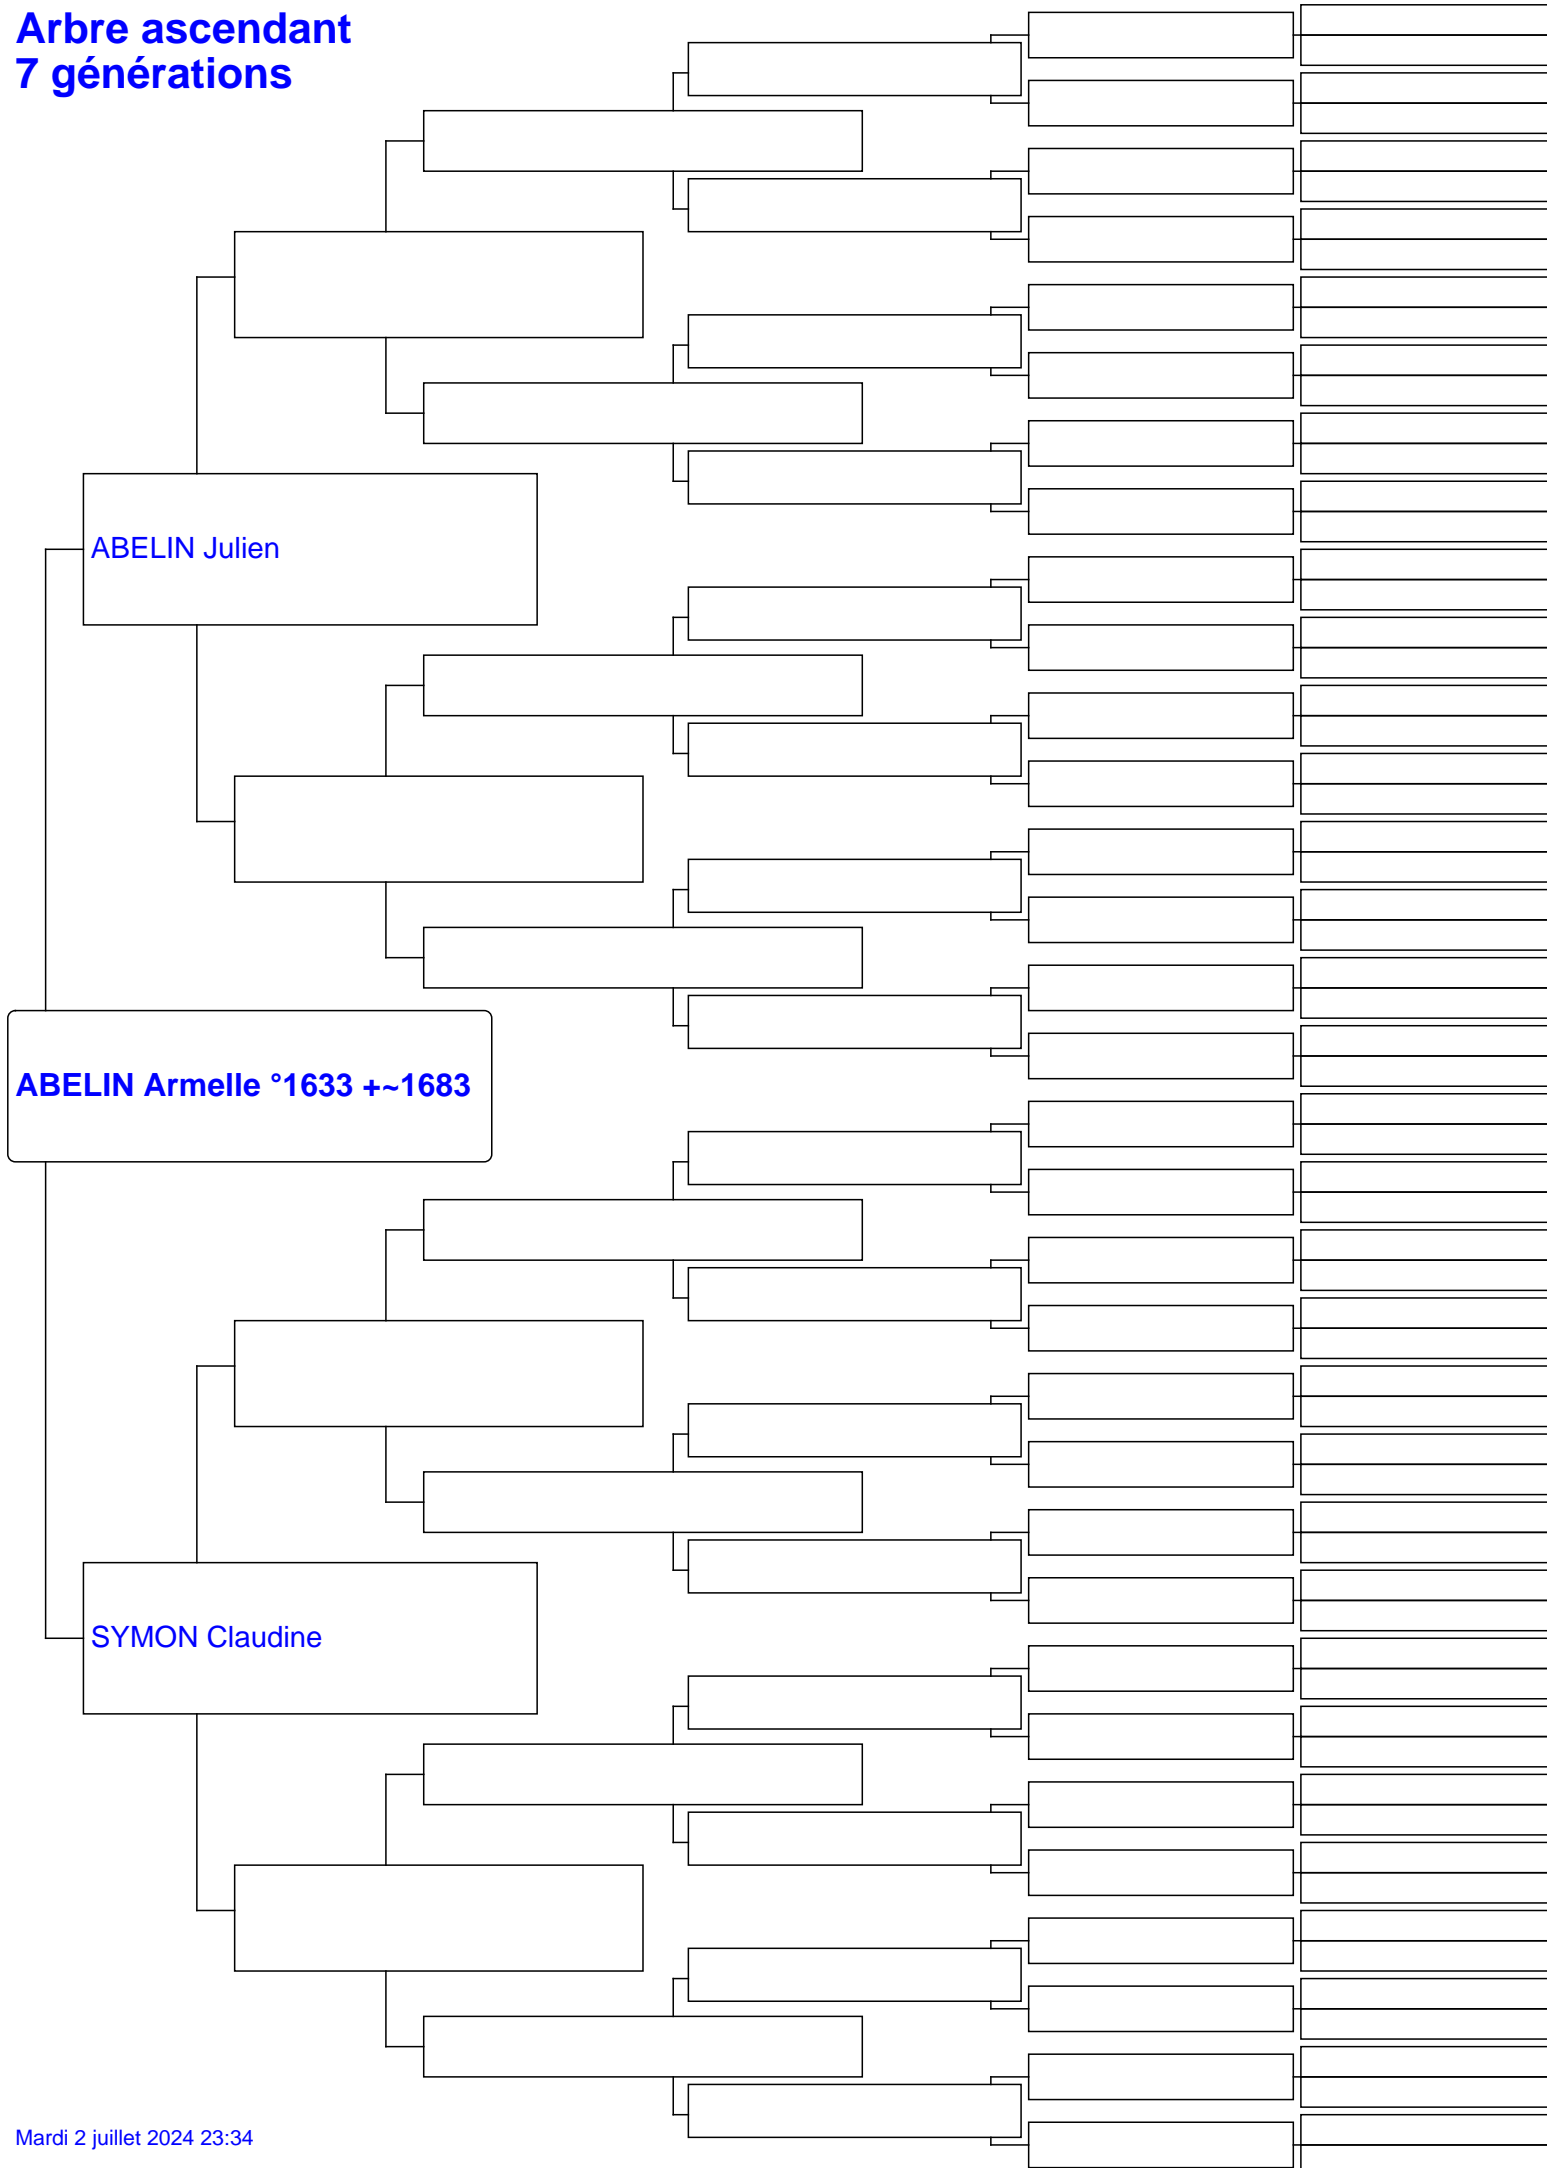 Arbre ascendant
7 générations
ABELIN Julien
ABELIN Armelle °1633 +~1683
SYMON Claudine
Mardi 2 juillet 2024 23:34